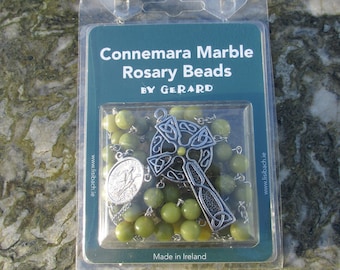 Connemara Marble
Rosary Beads
BY GERARD
Made in Ireland